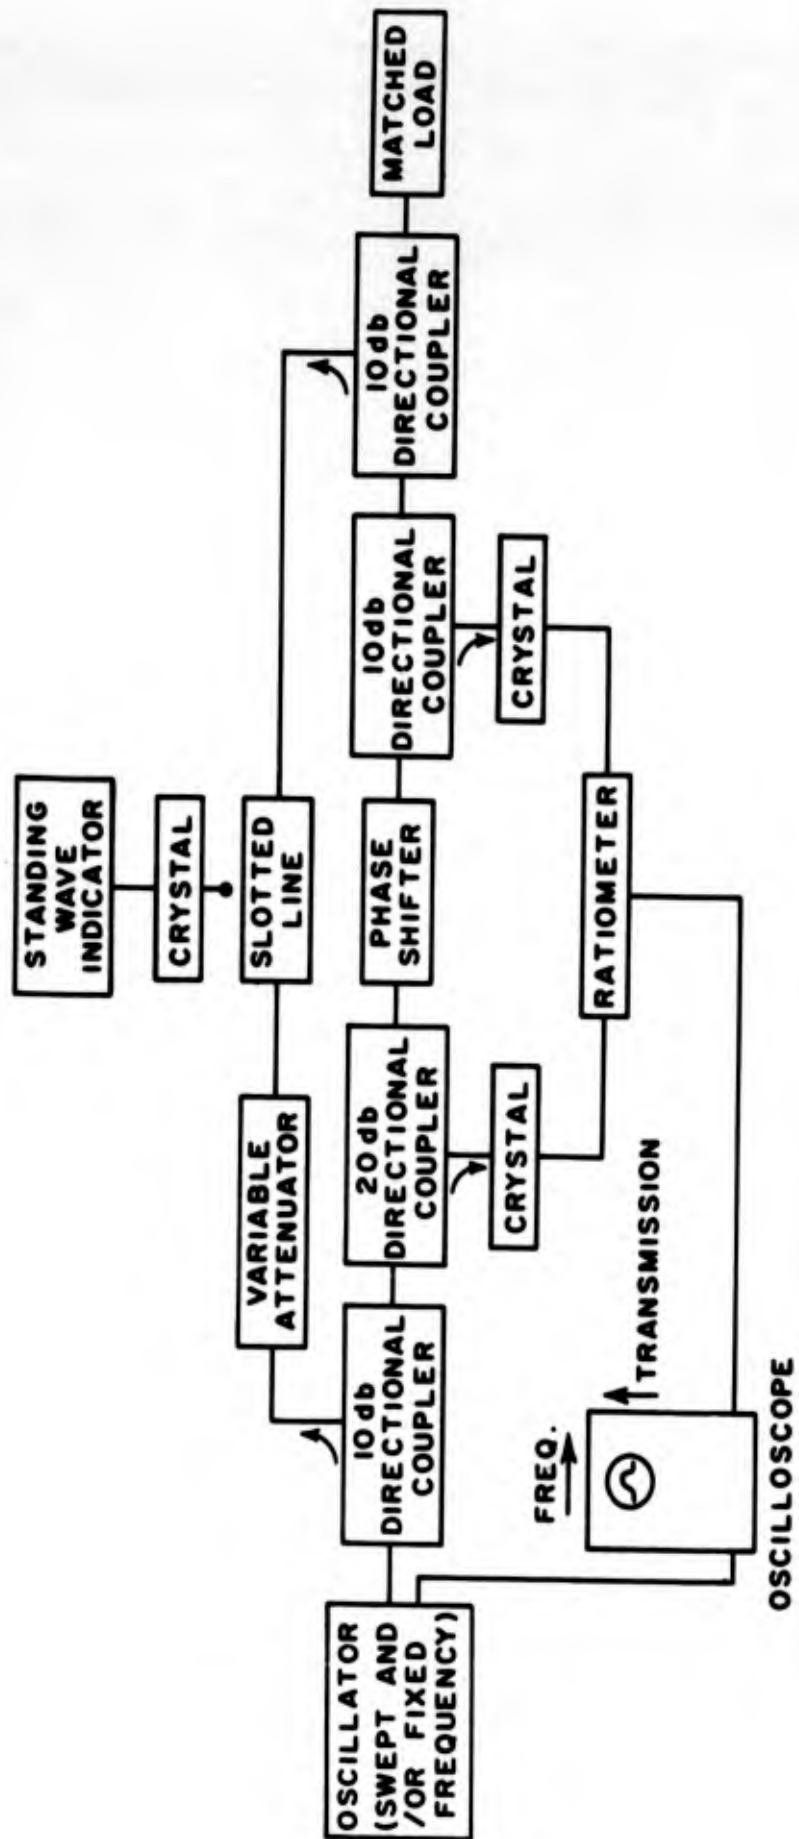 STANDING
WAVE
INDICATOR
CRYSTAL
VARIABLE
ATTENUATOR
SLOTTED
LINE
OSCILLATOR
(SWEPT AND
/OR FIXED
FREQUENCY)
10db
DIRECTIONAL
COUPLER
20db
DIRECTIONAL
COUPLER
PHASE
SHIFTER
10db
DIRECTIONAL
COUPLER
10db
DIRECTIONAL
COUPLER
MATCHED
LOAD
CRYSTAL
CRYSTAL
FREQ.
TRANSMISSION
RATIOMETER
OSCILLOSCOPE